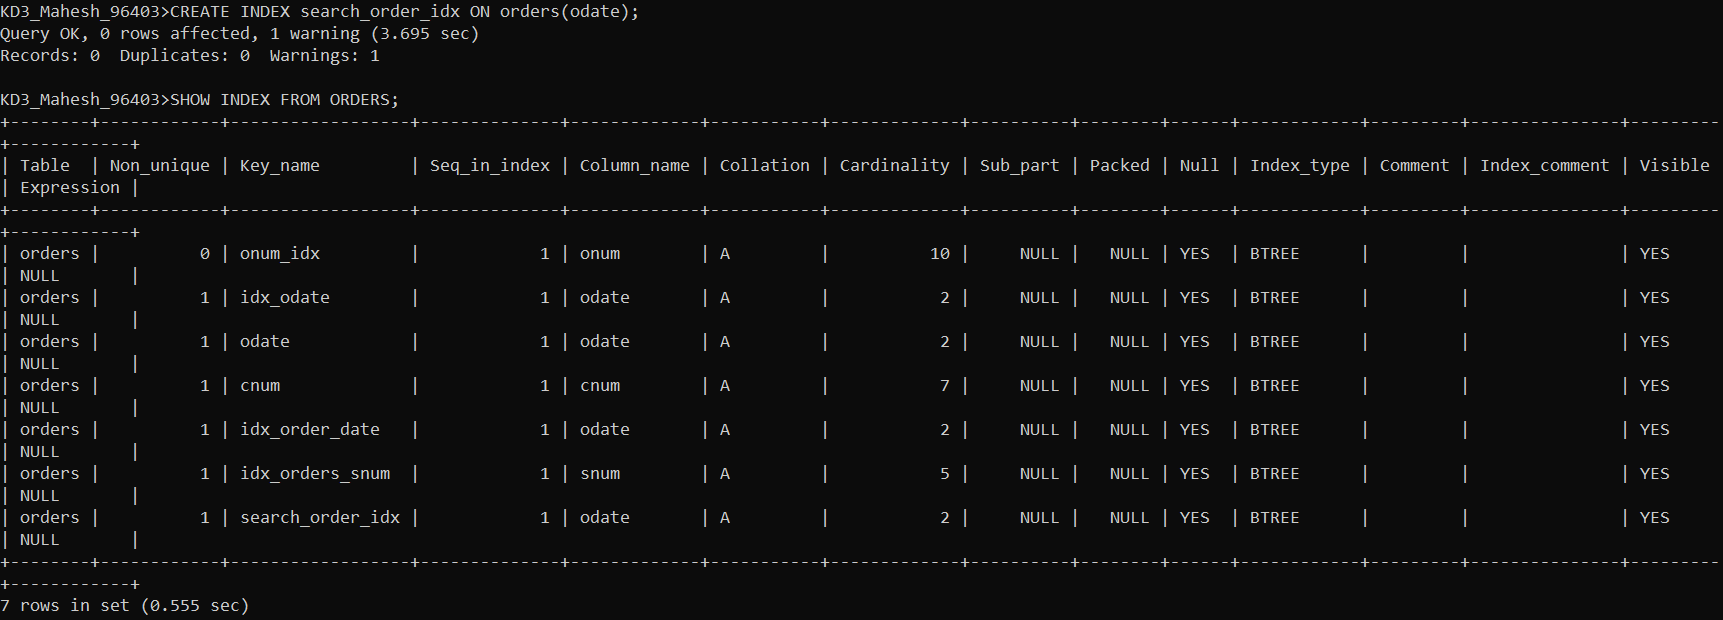 KD3_Mahesh_96403>CREATE INDEX search_order_idx ON orders(odate);
Query OK, 0 rows affected, 1 warning (3.695 sec)
Records: 0  Duplicates: 0  Warnings: 1

KD3_Mahesh_96403>SHOW INDEX FROM ORDERS;
+--------+------------+------------------+--------------+-------------+-----------+-------------+----------+--------+------+------------+---------+---------------+---------
+------------+
| Table  | Non_unique | Key_name         | Seq_in_index | Column_name | Collation | Cardinality | Sub_part | Packed | Null | Index_type | Comment | Index_comment | Visible
| Expression |
+--------+------------+------------------+--------------+-------------+-----------+-------------+----------+--------+------+------------+---------+---------------+---------
+------------+
| orders |          0 | onum_idx         |            1 | onum        | A         |          10 |     NULL |   NULL | YES  | BTREE      |         |               | YES
| NULL       |
| orders |          1 | idx_odate        |            1 | odate       | A         |           2 |     NULL |   NULL | YES  | BTREE      |         |               | YES
| NULL       |
| orders |          1 | odate            |            1 | odate       | A         |           2 |     NULL |   NULL | YES  | BTREE      |         |               | YES
| NULL       |
| orders |          1 | cnum             |            1 | cnum        | A         |           7 |     NULL |   NULL | YES  | BTREE      |         |               | YES
| NULL       |
| orders |          1 | idx_order_date   |            1 | odate       | A         |           2 |     NULL |   NULL | YES  | BTREE      |         |               | YES
| NULL       |
| orders |          1 | idx_orders_snum  |            1 | snum        | A         |           5 |     NULL |   NULL | YES  | BTREE      |         |               | YES
| NULL       |
| orders |          1 | search_order_idx |            1 | odate       | A         |           2 |     NULL |   NULL | YES  | BTREE      |         |               | YES
| NULL       |
+--------+------------+------------------+--------------+-------------+-----------+-------------+----------+--------+------+------------+---------+---------------+---------
+------------+
7 rows in set (0.555 sec)